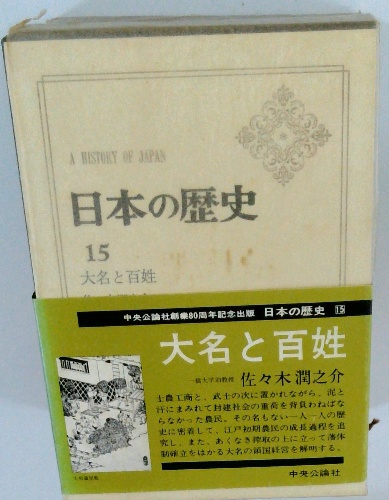 A HISTORY OF JAPAN
日本の歴史
15
大名と百姓
中央公論社創業80周年記念出版 日本の歴史 15
大名と百姓
一橋大学助教授 佐々木潤之介
士農工商と、武士の次に置かれながら、泥と
汗にまみれて封建社会の重荷を背負わねばな
らなかった農民。その名もない一人一人の歴
史に密着して、江戸初期農民の成長過程を追
究し、また、あくなき搾取の上に立って藩体
制確立をはかる大名の領国経営を解明する。
中央公論社